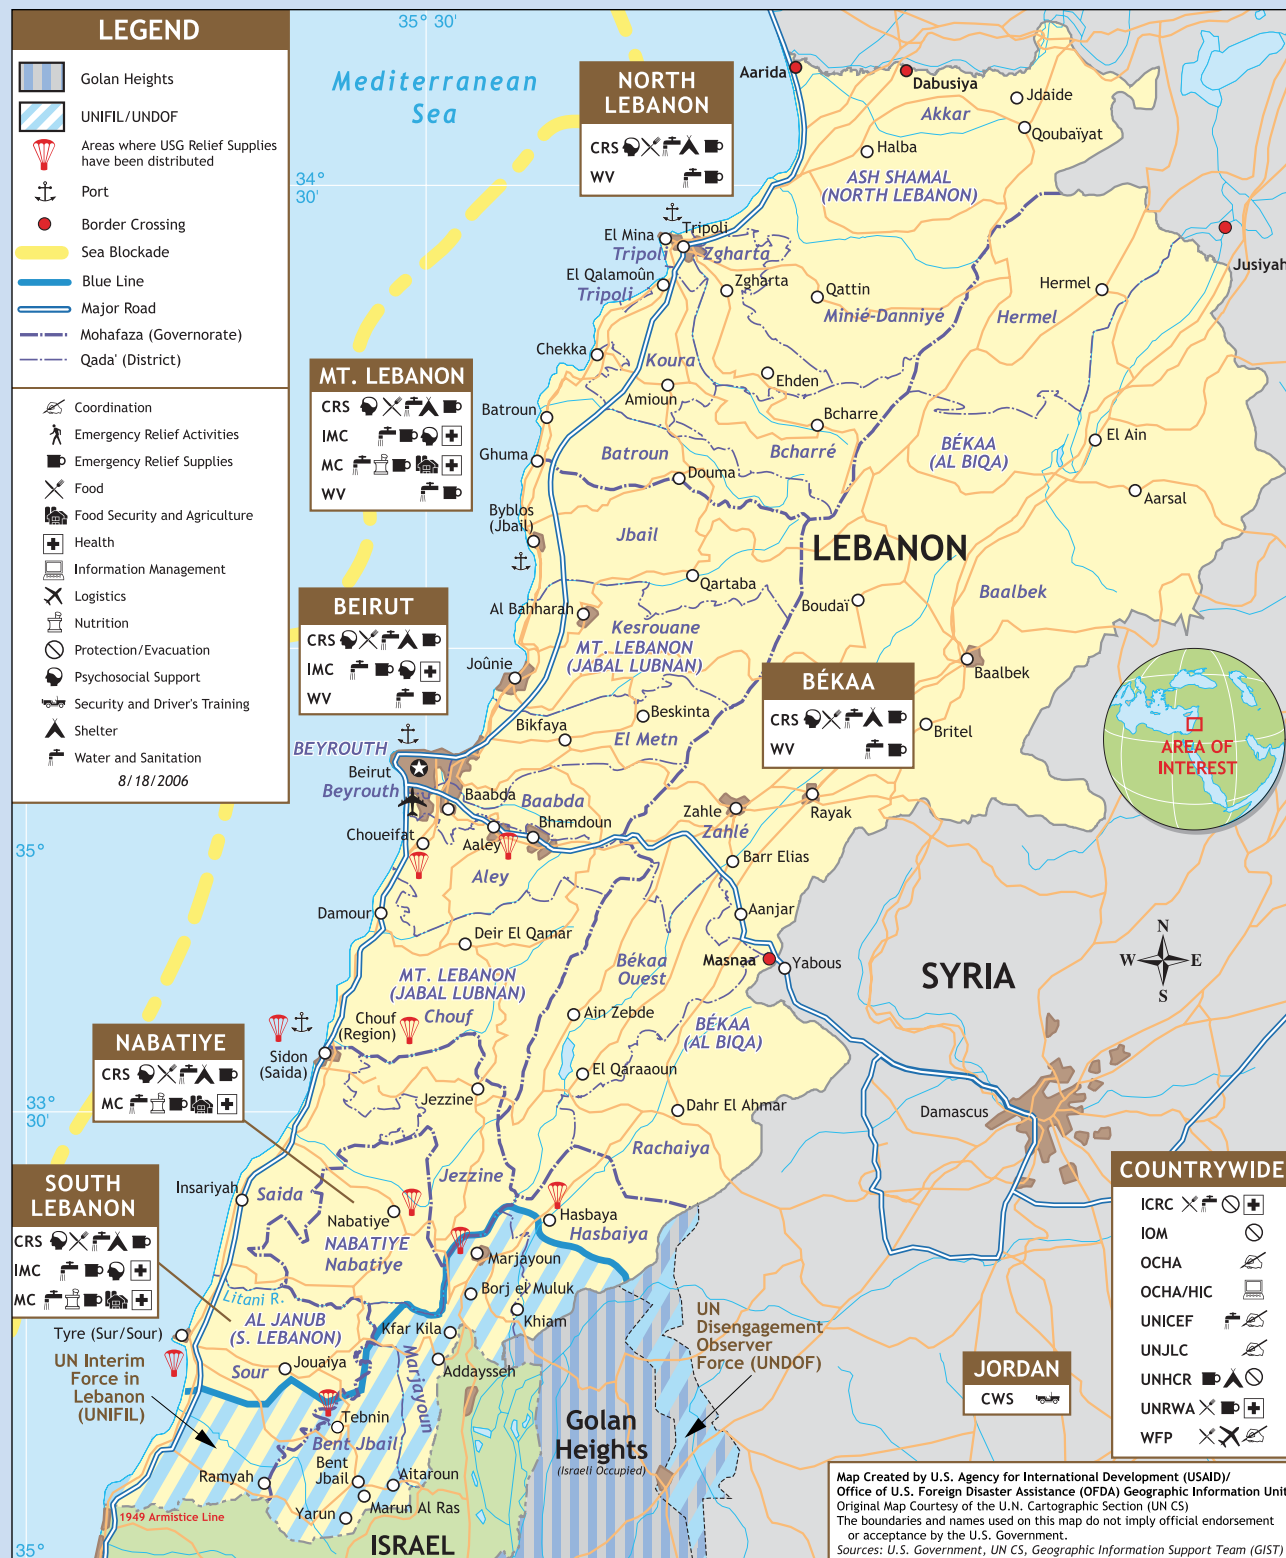 LEGEND
Golan Heights
UNIFIL/UNDOF
Areas where USG Relief Supplies
have been distributed
Port
Border Crossing
Sea Blockade
Blue Line
Major Road
Mohafaza (Governorate)
Qada' (District)
Coordination
Emergency Relief Activities
Emergency Relief Supplies
Food
Food Security and Agriculture
Health
Information Management
Logistics
Nutrition
Protection/Evacuation
Psychosocial Support
Security and Driver's Training
Shelter
Water and Sanitation
8/18/2006
35° 30'
34°
30'
35°
33°
30'
35°
Mediterranean
Sea
NORTH
LEBANON
CRS
WV
MT. LEBANON
CRS
IMC
MC
WV
BEIRUT
CRS
IMC
WV
BÉKAA
CRS
WV
NABATIYE
CRS
MC
SOUTH
LEBANON
CRS
IMC
MC
Aarida
Dabusiya
Jdaide
Akkar
Qoubaïyat
Halba
ASH SHAMAL
(NORTH LEBANON)
El Mina
Tripoli
Tripoli
Zgharta
El Qalamoûn
Tripoli
Zgharta
Qattin
Minié-Danniyé
Hermel
Hermel
Jusiyah
Chekka
Koura
Ehden
Amioun
Batroun
Bcharre
Ghuma
Batroun
Bcharré
BÉKAA
(AL BIQA)
El Ain
Douma
Aarsal
Byblos
(Jbail)
Jbail
LEBANON
Qartaba
Boudaï
Baalbek
Al Bahharah
Kesrouane
MT. LEBANON
(JABAL LUBNAN)
Joûnie
Baalbek
Beskinta
Bikfaya
El Metn
Britel
AREA OF
INTEREST
BEYROUTH
Beirut
Beyrouth
Baabda
Baabda
Bhamdoun
Zahle
Zahlé
Rayak
Choueifat
Aaley
Aley
Barr Elias
Damour
Aanjar
Deir El Qamar
Békaa
Ouest
Masnaa
Yabous
SYRIA
N
W
E
S
MT. LEBANON
(JABAL LUBNAN)
Chouf
Chouf
(Region)
Ain Zebde
BÉKAA
(AL BIQA)
Sidon
(Saida)
El Qaraaoun
Jezzine
Dahr El Ahmar
Damascus
Rachaiya
Jezzine
Insariyah
Saida
Nabatiye
Hasbaya
Hasbaiya
NABATIYE
Nabatiye
Marjayoun
Borj el Muluk
Litani R.
Khiam
AL JANUB
(S. LEBANON)
Kfar Kila
Tyre (Sur/Sour)
Addaysseh
Marjayoun
Sour
Jouaiya
UN Interim
Force in
Lebanon
(UNIFIL)
UN
Disengagement
Observer
Force (UNDOF)
Tebnin
Bent Jbail
Bent
Jbail
Aitaroun
Ramyah
Marun Al Ras
Yarun
1949 Armistice Line
ISRAEL
Golan
Heights
(Israeli Occupied)
JORDAN
CWS
COUNTRYWIDE
ICRC
IOM
OCHA
OCHA/HIC
UNICEF
UNJLC
UNHCR
UNRWA
WFP
Map Created by U.S. Agency for International Development (USAID)/
Office of U.S. Foreign Disaster Assistance (OFDA) Geographic Information Unit
Original Map Courtesy of the U.N. Cartographic Section (UN CS)
The boundaries and names used on this map do not imply official endorsement
or acceptance by the U.S. Government.
Sources: U.S. Government, UN CS, Geographic Information Support Team (GIST)